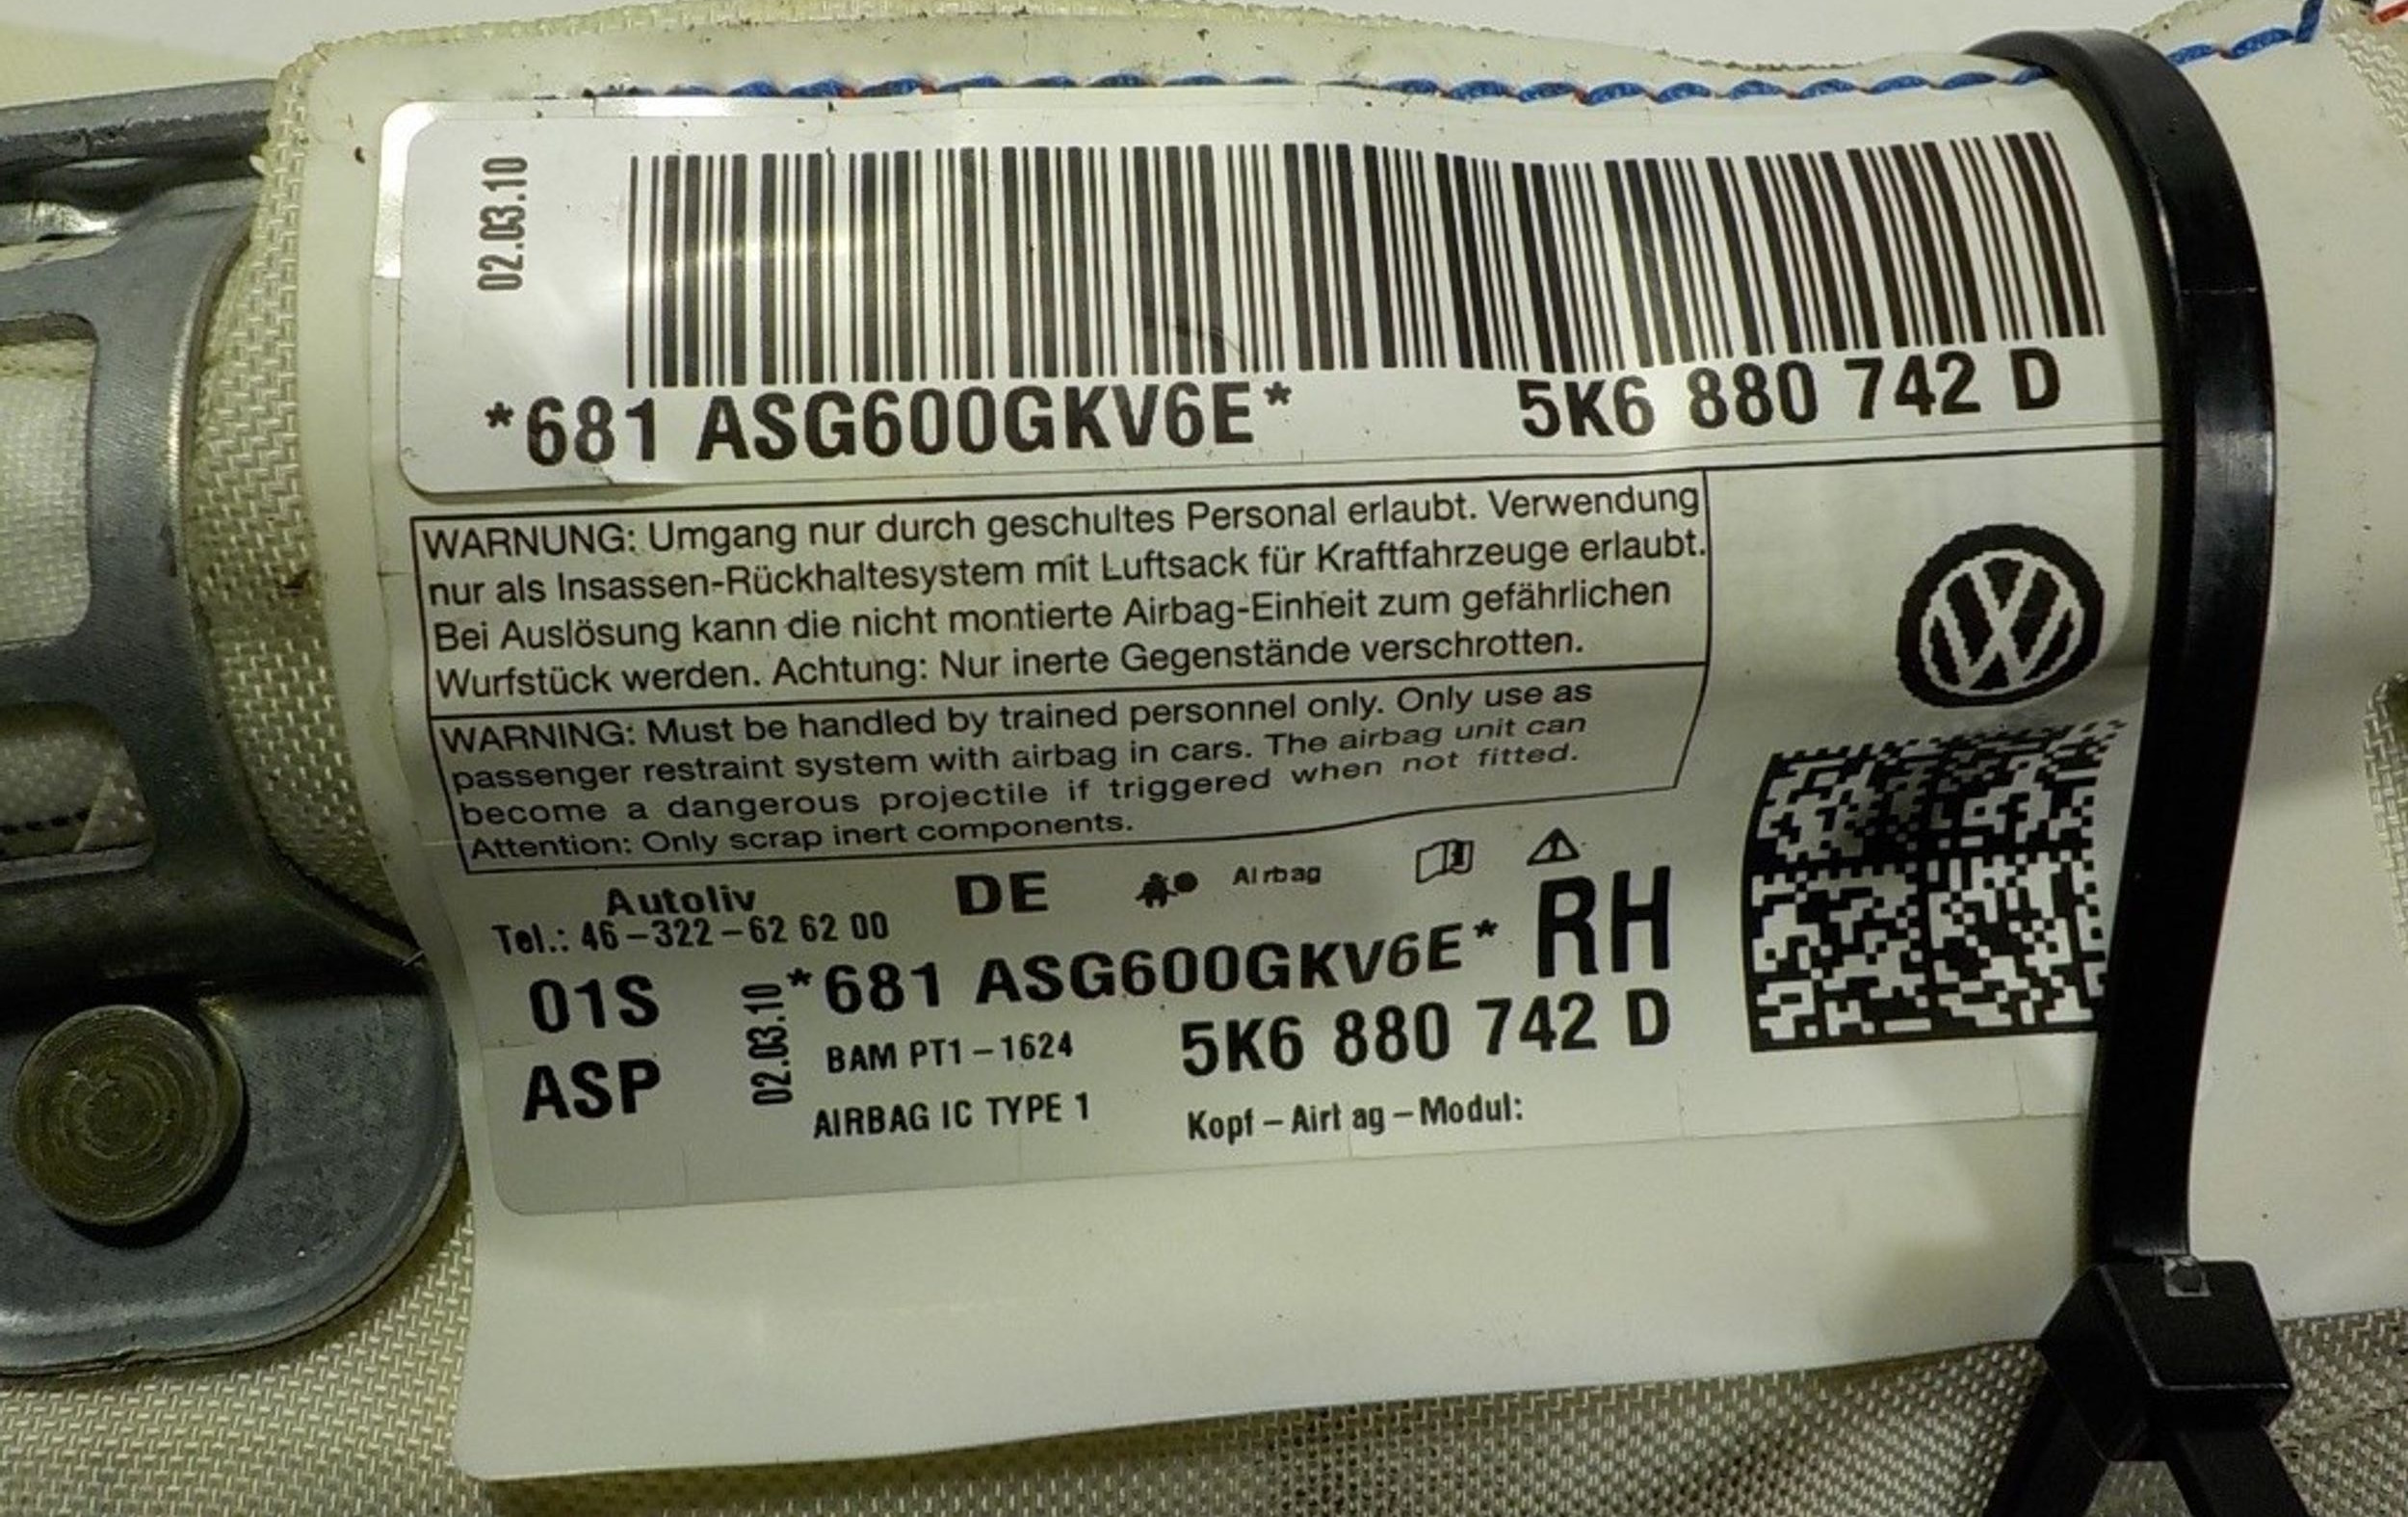 02.03.10
*681 ASG600GKV6E* 5K6 880 742 D
WARNUNG: Umgang nur durch geschultes Personal erlaubt. Verwendung
nur als Insassen-Rückhaltesystem mit Luftsack für Kraftfahrzeuge erlaubt.
Bei Auslösung kann die nicht montierte Airbag-Einheit zum gefährlichen
Wurfstück werden. Achtung: Nur inerte Gegenstände verschrotten.
WARNING: Must be handled by trained personnel only. Only use as
passenger restraint system with airbag in cars. The airbag unit can
become a dangerous projectile if triggered when not fitted.
Attention: Only scrap inert components.
Autoliv DE Airbag
Tel.: 46-322-62 62 00
*681 ASG600GKV6E* RH
01S 02.03.10
BAM PT1-1624 5K6 880 742 D
ASP
AIRBAG IC TYPE 1 Kopf-Airt ag-Modul: